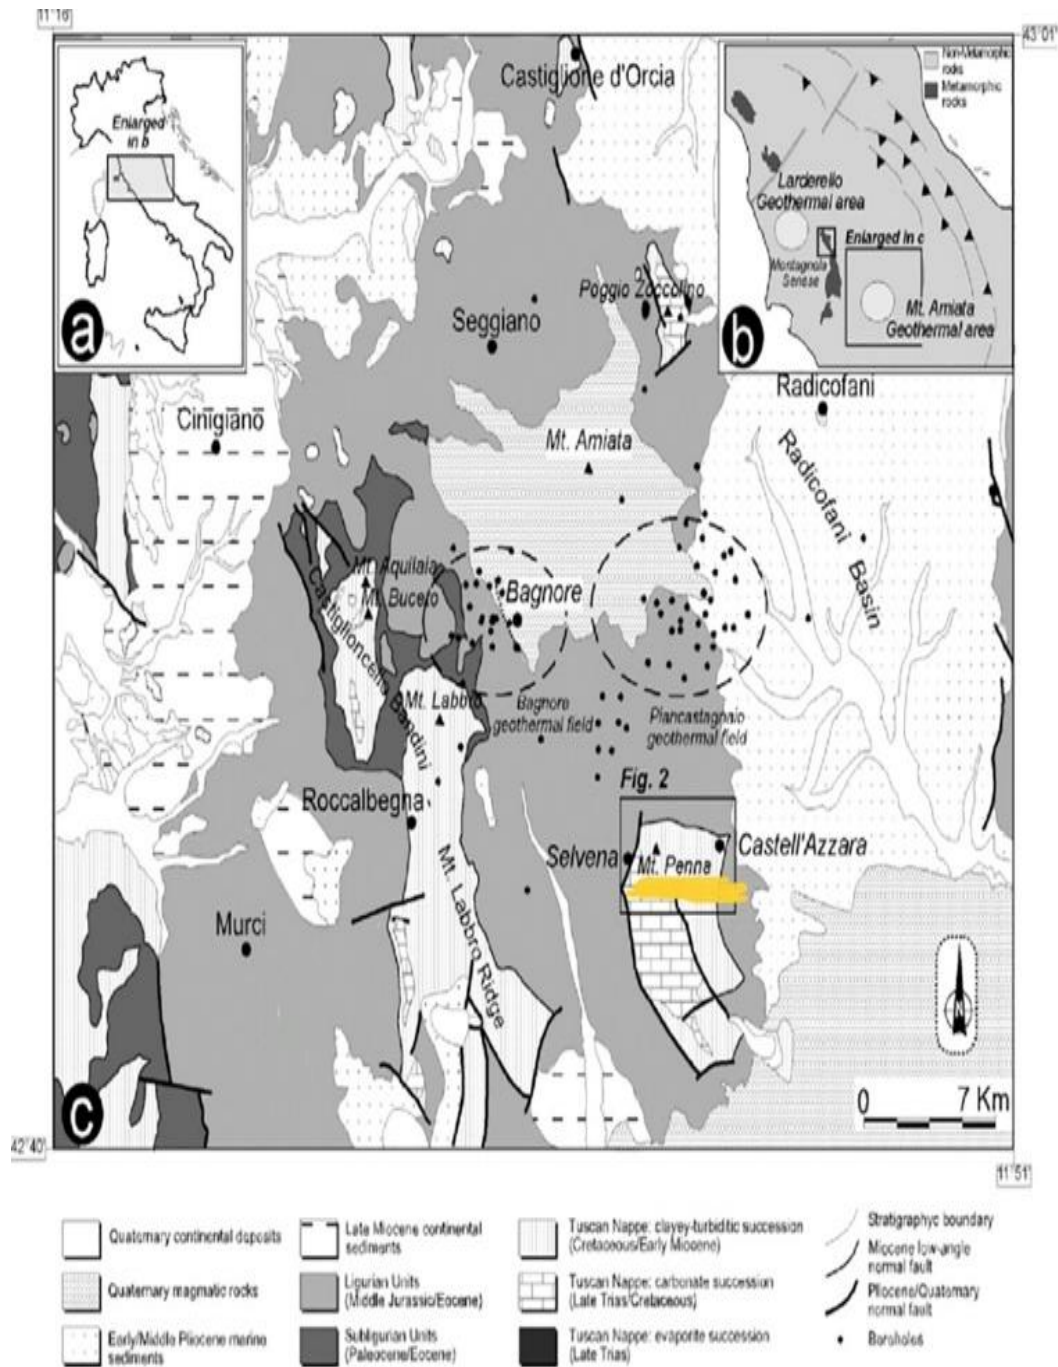 11°16'
43°01'
Enlarged
in b
a
Non-Metamorphic
rocks
Metamorphic
rocks
Larderello
Geothermal area
Enlarged in c
Montagnola
Senese
Mt. Amiata
Geothermal area
b
Castiglione d'Orcia
Poggio Zoccolino
Seggiano
Radicofani
Cinigiano
Mt. Amiata
Radicofani Basin
Mt. Aquilaia
Mt. Buceto
Bagnore
Castiglioncello Bandini
Mt. Labbro
Bagnore
geothermal field
Piancastagnaio
geothermal field
Fig. 2
Roccalbegna
Selvena
Castell'Azzara
Mt. Penna
Mt. Labbro Ridge
Murci
N
c
0 7 Km
42°40'
11°51'
Quaternary continental deposits
Quaternary magmatic rocks
Early/Middle Pliocene marine
sediments
Late Miocene continental
sediments
Ligurian Units
(Middle Jurassic/Eocene)
Subligurian Units
(Paleocene/Eocene)
Tuscan Nappe: clayey-turbiditic succession
(Cretaceous/Early Miocene)
Tuscan Nappe: carbonate succession
(Late Trias/Cretaceous)
Tuscan Nappe: evaporite succession
(Late Trias)
Stratigraphyc boundary
Miocene low-angle
normal fault
Pliocene/Quaternary
normal fault
Boreholes